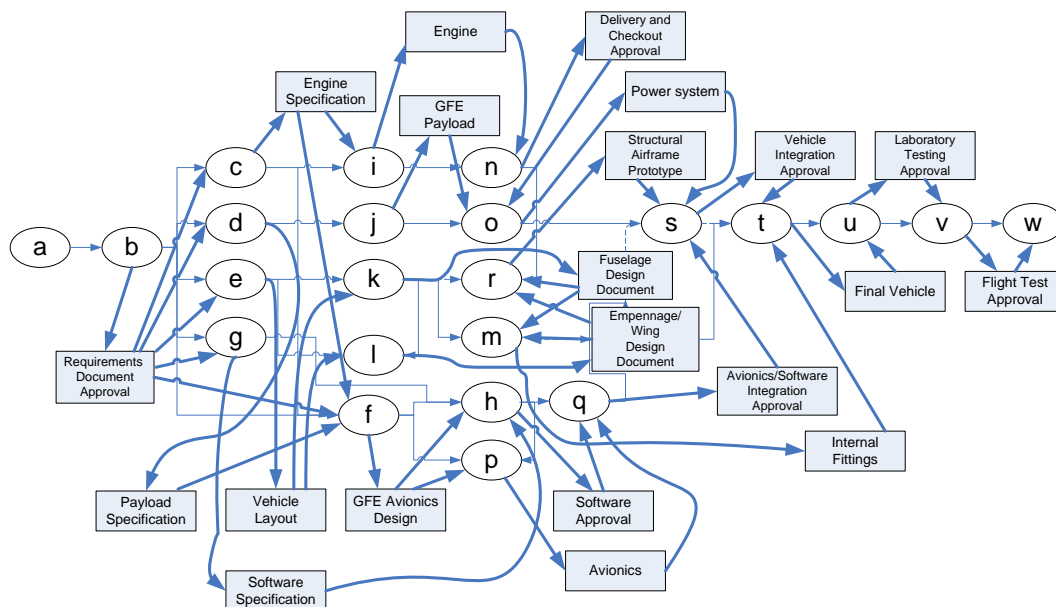 Engine
Delivery and
Checkout
Approval
Engine
Specification
GFE
Payload
Power system
Structural
Airframe
Prototype
Vehicle
Integration
Approval
Laboratory
Testing
Approval
c
i
n
d
j
o
s
t
u
v
w
a
b
e
k
r
Fuselage
Design
Document
Final Vehicle
Flight Test
Approval
g
l
m
Empennage/
Wing
Design
Document
Requirements
Document
Approval
f
h
q
Avionics/Software
Integration
Approval
p
Internal
Fittings
Payload
Specification
Vehicle
Layout
GFE Avionics
Design
Software
Approval
Software
Specification
Avionics